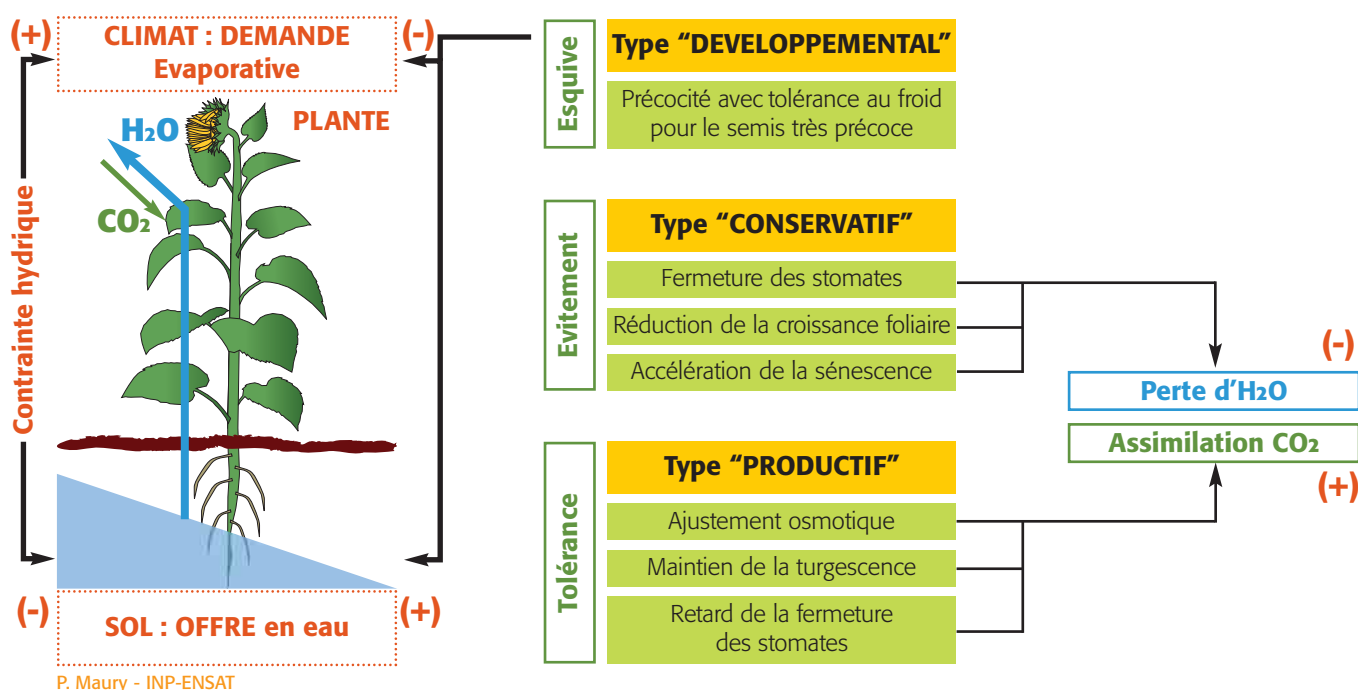 (+)
CLIMAT : DEMANDE
Evaporative
(-)
PLANTE
H2O
CO2
Contrainte hydrique
(-)
SOL : OFFRE en eau
(+)
P. Maury - INP-ENSAT
Esquive
Type “DEVELOPPEMENTAL”
Précocité avec tolérance au froid
pour le semis très précoce
Evitement
Type “CONSERVATIF”
Fermeture des stomates
Réduction de la croissance foliaire
Accélération de la sénescence
Tolérance
Type “PRODUCTIF”
Ajustement osmotique
Maintien de la turgescence
Retard de la fermeture
des stomates
(-)
Perte d’H2O
Assimilation CO2
(+)